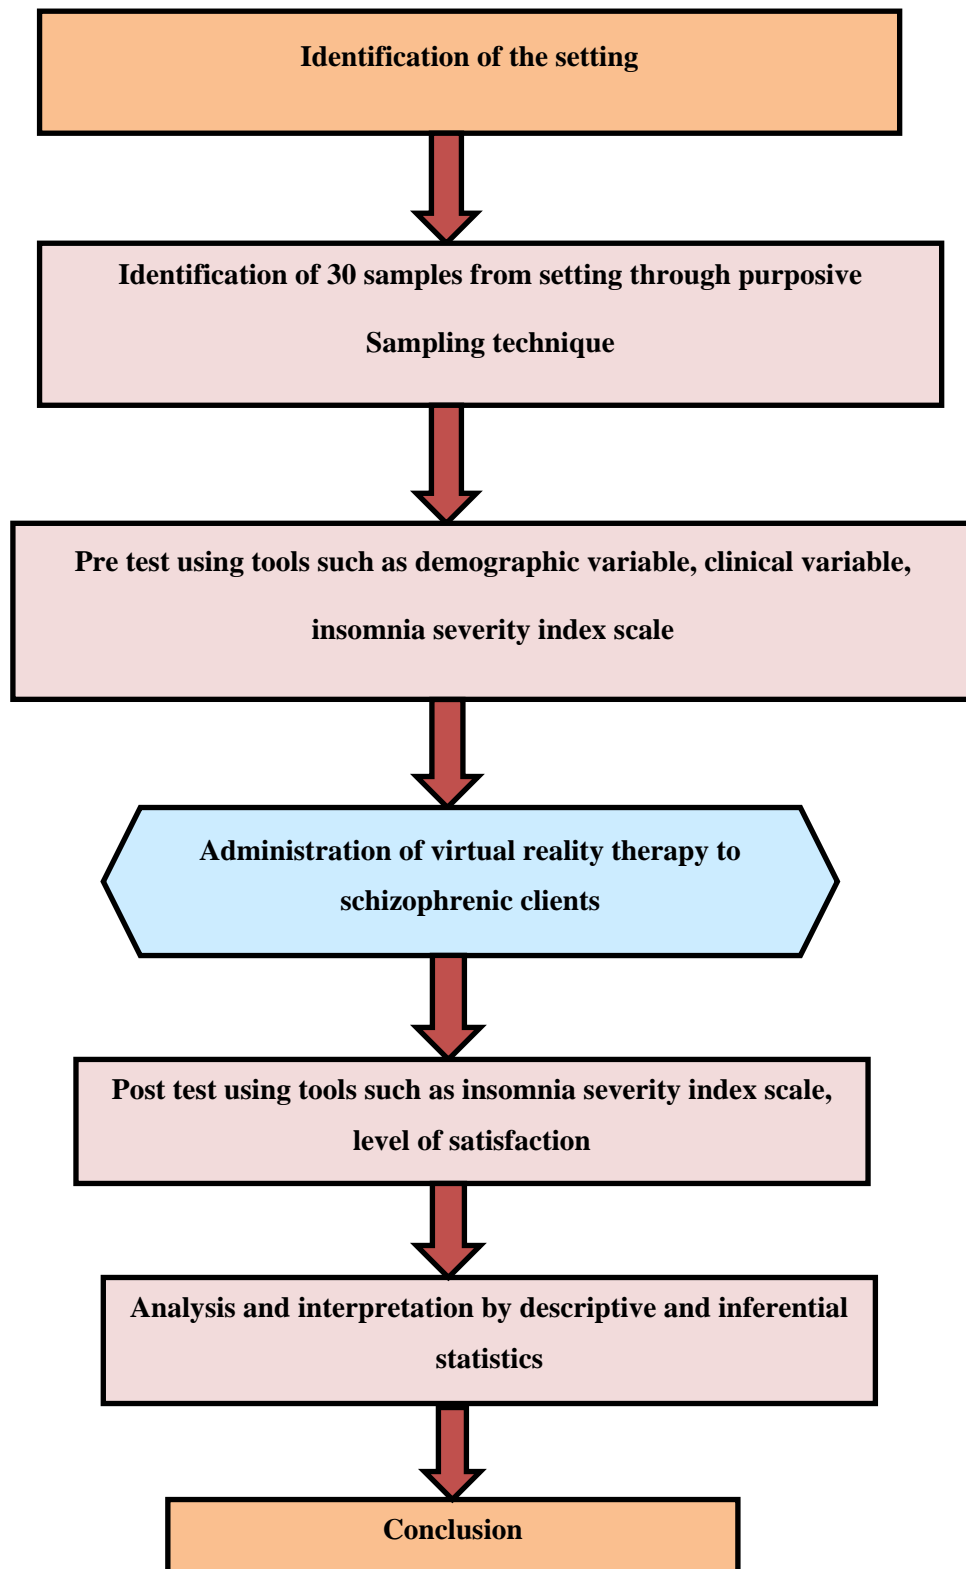 Identification of the setting
Identification of 30 samples from setting through purposive
Sampling technique
Pre test using tools such as demographic variable, clinical variable,
insomnia severity index scale
Administration of virtual reality therapy to
schizophrenic clients
Post test using tools such as insomnia severity index scale,
level of satisfaction
Analysis and interpretation by descriptive and inferential
statistics
Conclusion